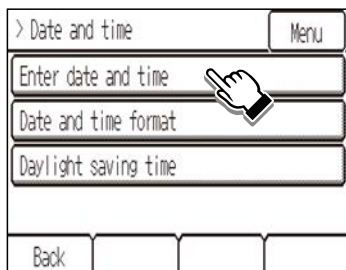 > Date and time Menu
Enter date and time
Date and time format
Daylight saving time
Back